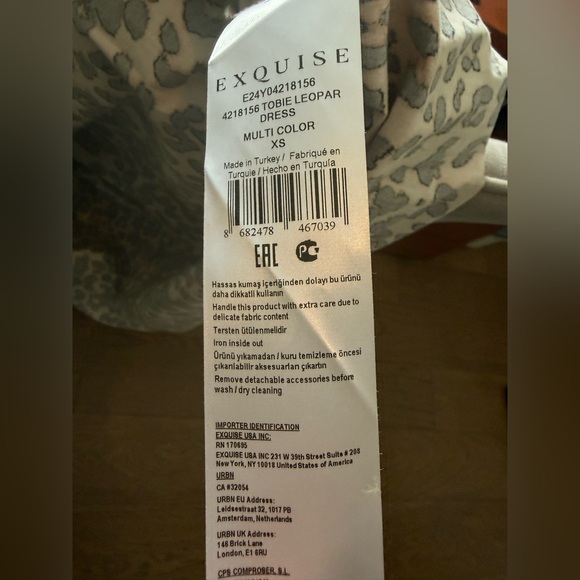 EXQUISE
E24Y04218156
4218156 TOBIE LEOPAR
DRESS
MULTI COLOR
XS
Made in Turkey / Fabriqué en
Turquie / Hecho en Turquía
8 682478 467039
EAC PC
Hassas kumaş içeriğinden dolayı bu ürünü
daha dikkatli kullanın
Handle this product with extra care due to
delicate fabric content
Tersten ütülenmelidir
Iron inside out
Ürünü yıkamadan / kuru temizleme öncesi
çıkarılabilir aksesuarları çıkartın
Remove detachable accessories before
wash / dry cleaning
IMPORTER IDENTIFICATION
EXQUISE USA INC:
RN 170695
EXQUISE USA INC 231 W 39th Street Suite # 208
New York, NY 10018 United States of America
URBN
CA #32054
URBN EU Address:
Leidsestraat 32, 1017 PB
Amsterdam, Netherlands
URBN UK Address:
146 Brick Lane
London, E1 6RU
CPS COMPROSER, S.L.